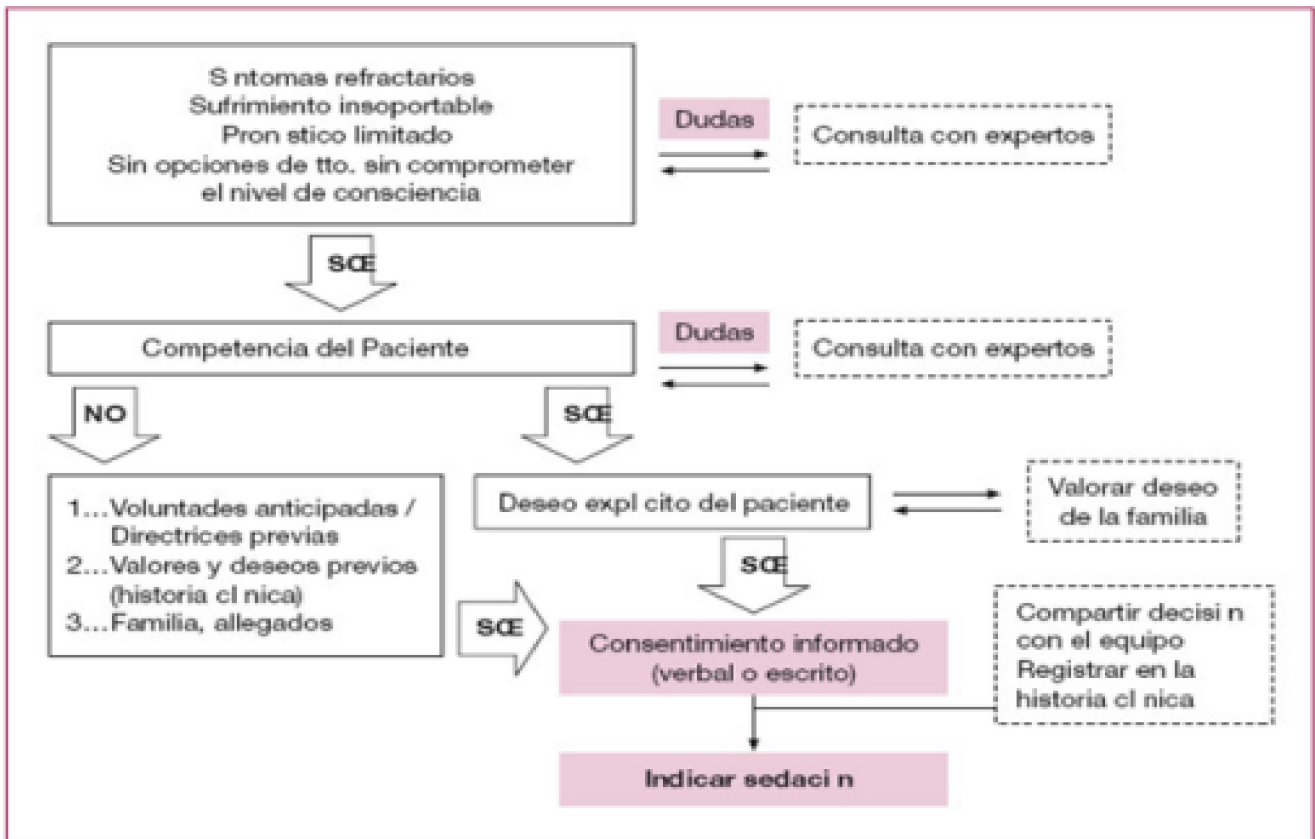 S ntomas refractarios
Sufrimiento insoportable
Pron stico limitado
Sin opciones de tto. sin comprometer
el nivel de consciencia
Dudas
Consulta con expertos
SŒ
Competencia del Paciente
Dudas
Consulta con expertos
NO
SŒ
1...Voluntades anticipadas /
Directrices previas
2...Valores y deseos previos
(historia cl nica)
3...Familia, allegados
Deseo expl cito del paciente
Valorar deseo
de la familia
SŒ
SŒ
Consentimiento informado
(verbal o escrito)
Compartir decisi n
con el equipo
Registrar en la
historia cl nica
Indicar sedaci n